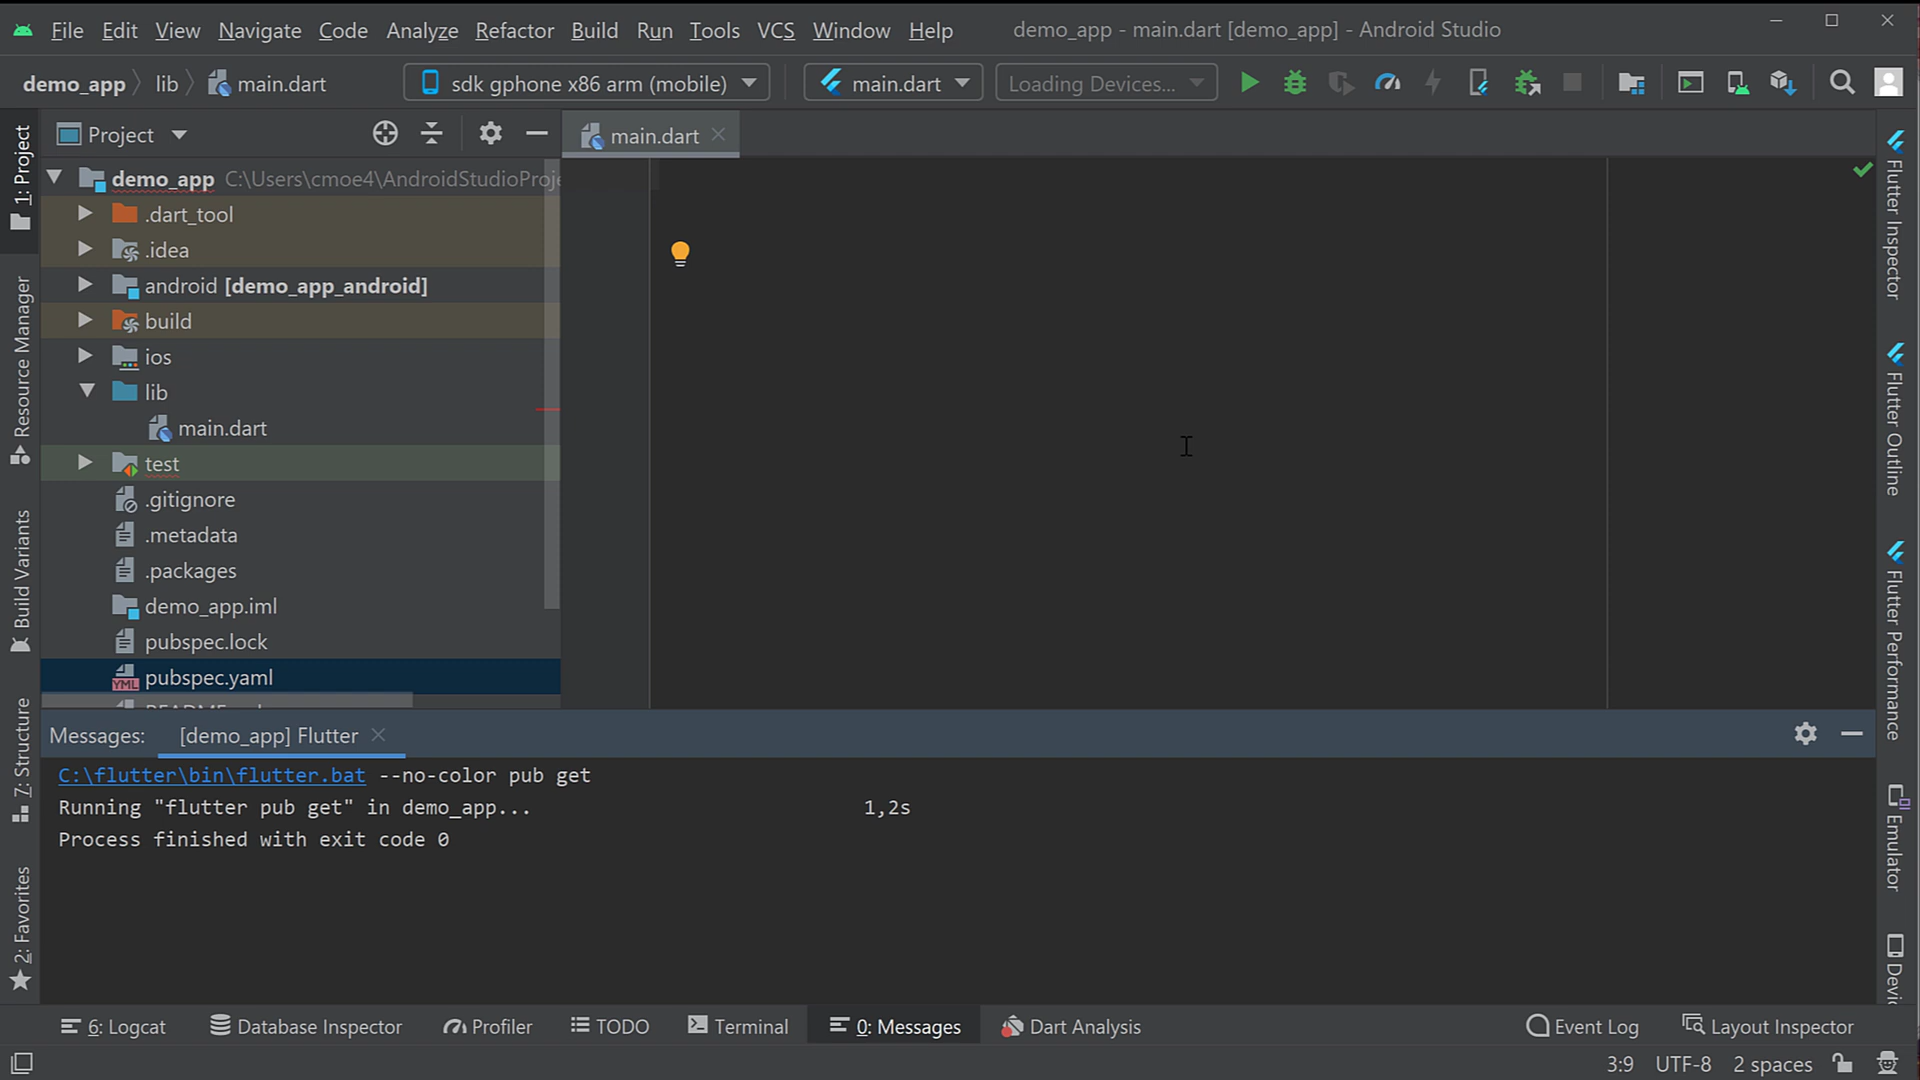 File Edit View Navigate Code Analyze Refactor Build Run Tools VCS Window Help demo_app - main.dart [demo_app] - Android Studio
demo_app lib main.dart sdk gphone x86 arm (mobile) main.dart Loading Devices...
Project
main.dart
demo_app C:\Users\cmoe4\AndroidStudioProje
.dart_tool
.idea
android [demo_app_android]
build
ios
lib
main.dart
test
.gitignore
.metadata
.packages
demo_app.iml
pubspec.lock
YML pubspec.yaml
1: Project
Resource Manager
Build Variants
7: Structure
2: Favorites
Flutter Inspector
Flutter Outline
Flutter Performance
Emulator
Messages: [demo_app] Flutter
C:\flutter\bin\flutter.bat --no-color pub get
Running "flutter pub get" in demo_app... 1,2s
Process finished with exit code 0
6: Logcat Database Inspector Profiler TODO Terminal 0: Messages Dart Analysis Event Log Layout Inspector
3:9 UTF-8 2 spaces